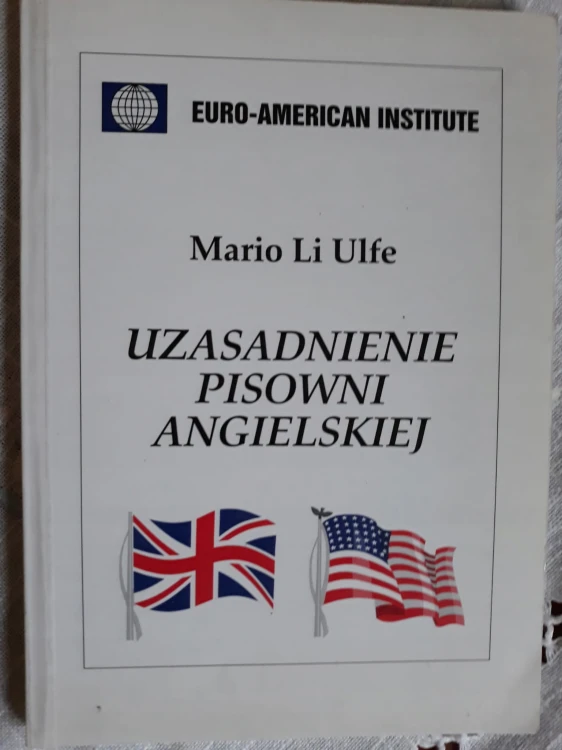 EURO-AMERICAN INSTITUTE
Mario Li Ulfe
UZASADNIENIE
PISOWNI
ANGIELSKIEJ